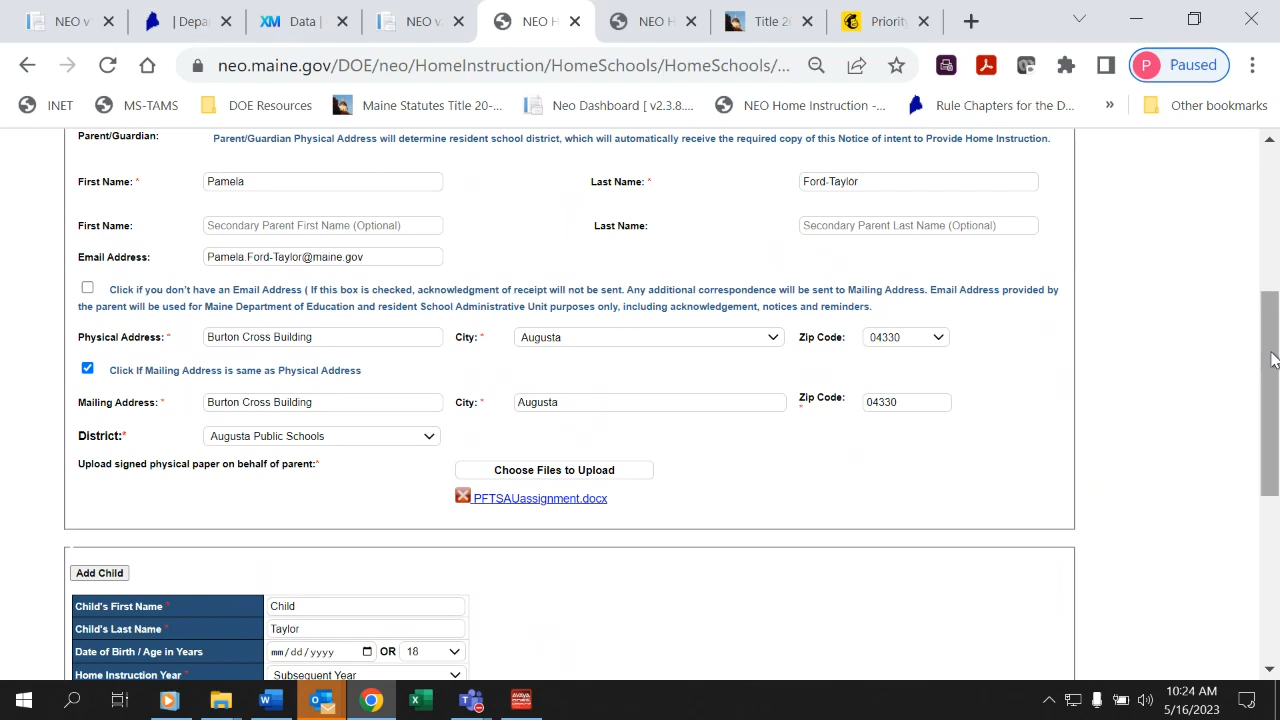 NEO v
| Depa
XM Data |
NEO v
NEO H
NEO H
Title 2
Priority
neo.maine.gov/DOE/neo/HomeInstruction/HomeSchools/HomeSchools/...
P Paused
INET
MS-TAMS
DOE Resources
Maine Statutes Title 20-...
Neo Dashboard [ v2.3.8....
NEO Home Instruction -...
Rule Chapters for the D...
»
Other bookmarks
Parent/Guardian: Parent/Guardian Physical Address will determine resident school district, which will automatically receive the required copy of this Notice of intent to Provide Home Instruction.
First Name: * Pamela Last Name: * Ford-Taylor
First Name: Secondary Parent First Name (Optional) Last Name: Secondary Parent Last Name (Optional)
Email Address: Pamela.Ford-Taylor@maine.gov
Click if you don't have an Email Address ( If this box is checked, acknowledgment of receipt will not be sent. Any additional correspondence will be sent to Mailing Address. Email Address provided by
the parent will be used for Maine Department of Education and resident School Administrative Unit purposes only, including acknowledgement, notices and reminders.
Physical Address: * Burton Cross Building City: * Augusta Zip Code: 04330
Click If Mailing Address is same as Physical Address
Mailing Address: * Burton Cross Building City: * Augusta Zip Code: * 04330
District:* Augusta Public Schools
Upload signed physical paper on behalf of parent:* Choose Files to Upload
PFTSAUassignment.docx
Add Child
Child's First Name * Child
Child's Last Name * Taylor
Date of Birth / Age in Years mm/dd/yyyy OR 18
Home Instruction Year * Subsequent Year
AVAYA
10:24 AM
5/16/2023